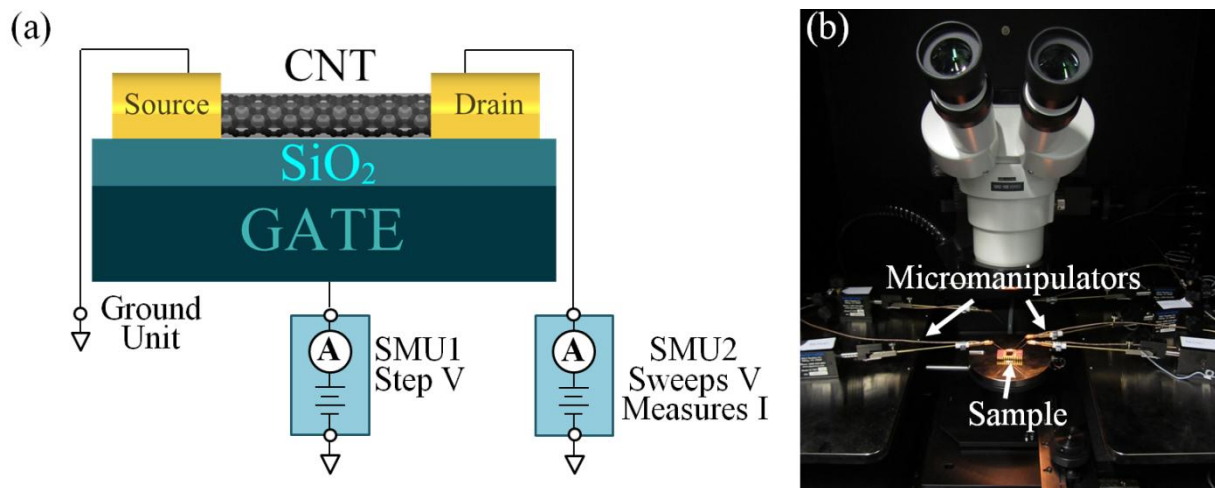 (a)
CNT
Source
Drain
SiO₂
GATE
Ground
Unit
A
SMU1
Step V
A
SMU2
Sweeps V
Measures I
(b)
Micromanipulators
Sample